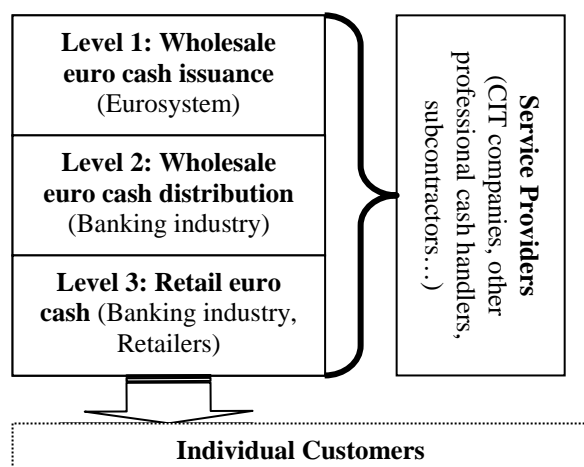 Level 1: Wholesale
euro cash issuance
(Eurosystem)
Level 2: Wholesale
euro cash distribution
(Banking industry)
Level 3: Retail euro
cash (Banking industry,
Retailers)
Service Providers
(CIT companies, other
professional cash handlers,
subcontractors…)
Individual Customers